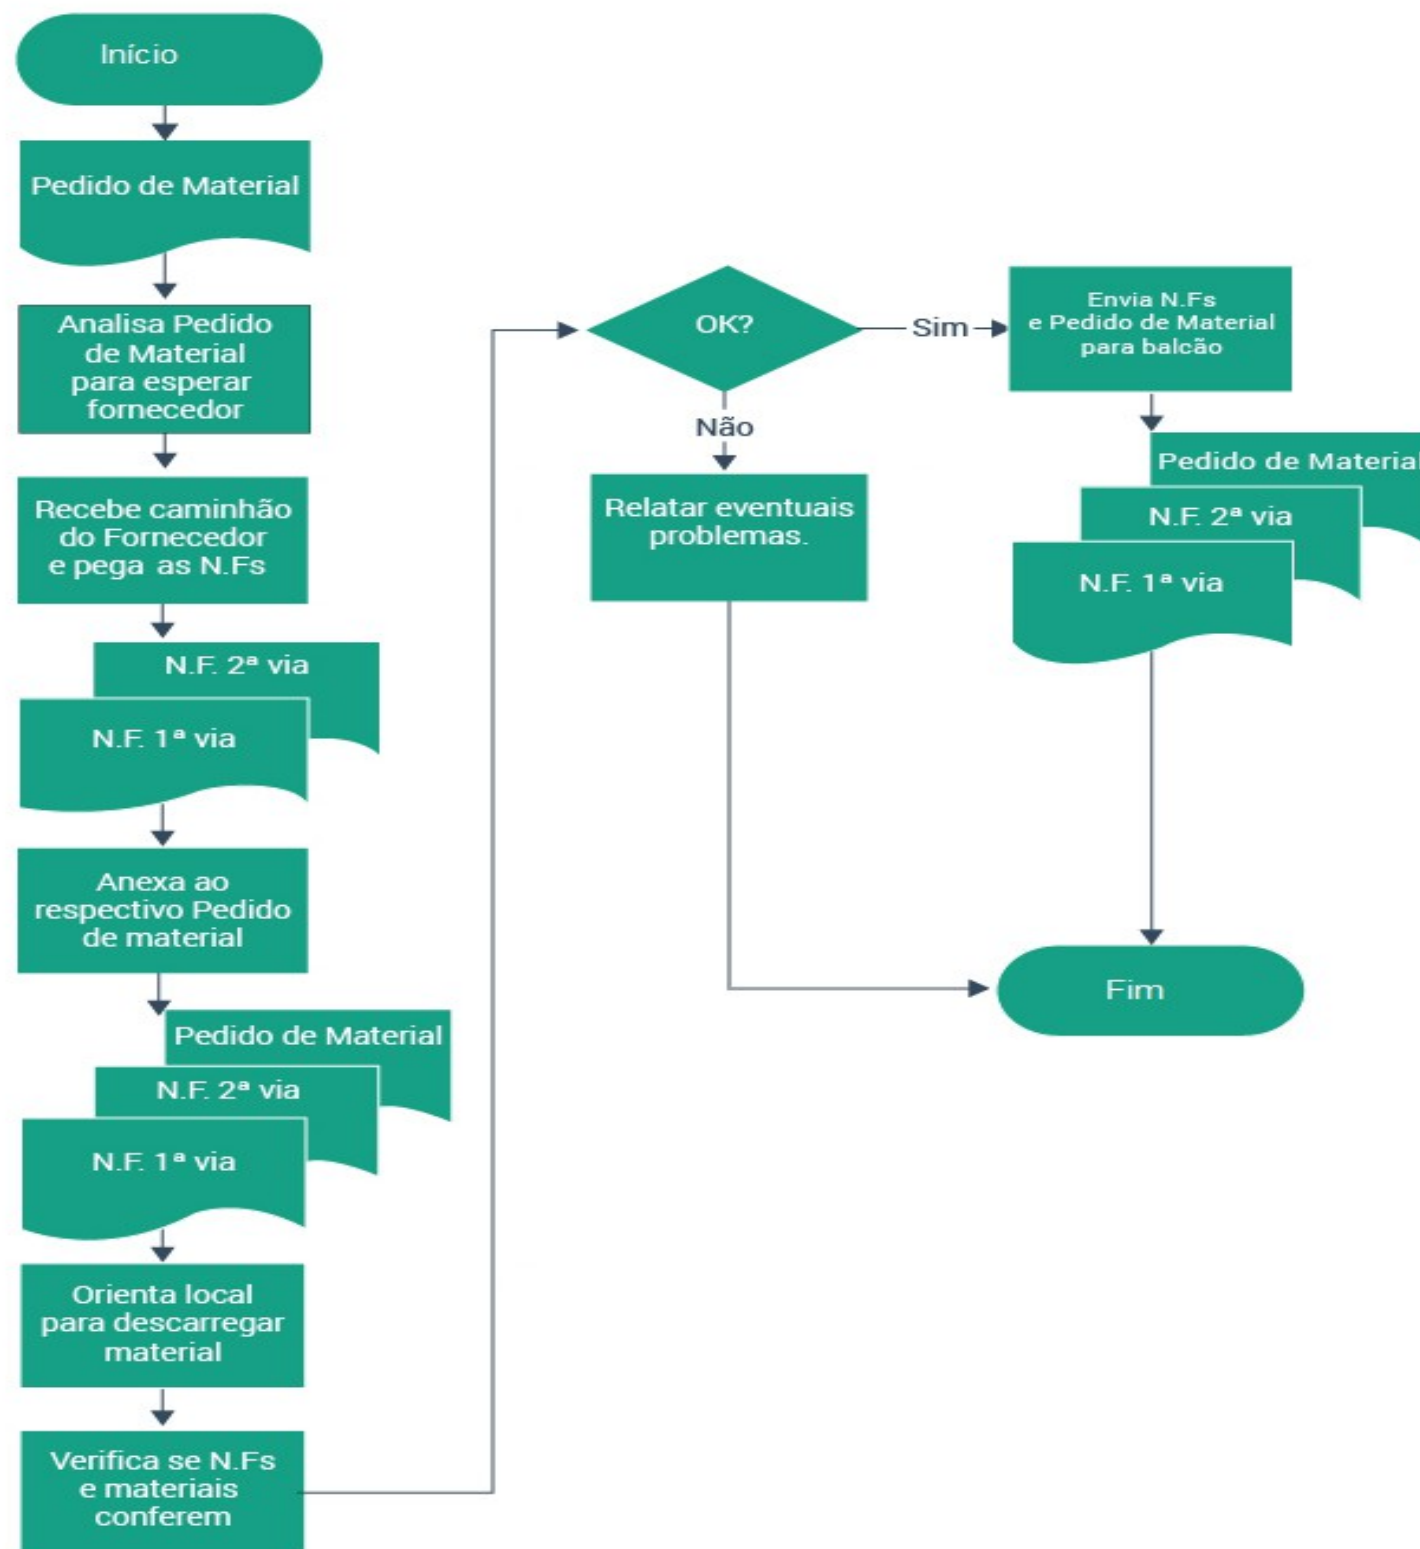 Início
Pedido de Material
Analisa Pedido
de Material
para esperar
fornecedor
Recebe caminhão
do Fornecedor
e pega as N.Fs
N.F. 2ª via
N.F. 1ª via
Anexa ao
respectivo Pedido
de material
Pedido de Material
N.F. 2ª via
N.F. 1ª via
Orienta local
para descarregar
material
Verifica se N.Fs
e materiais
conferem
OK?
Sim
Não
Relatar eventuais
problemas.
Envia N.Fs
e Pedido de Material
para balcão
Pedido de Material
N.F. 2ª via
N.F. 1ª via
Fim